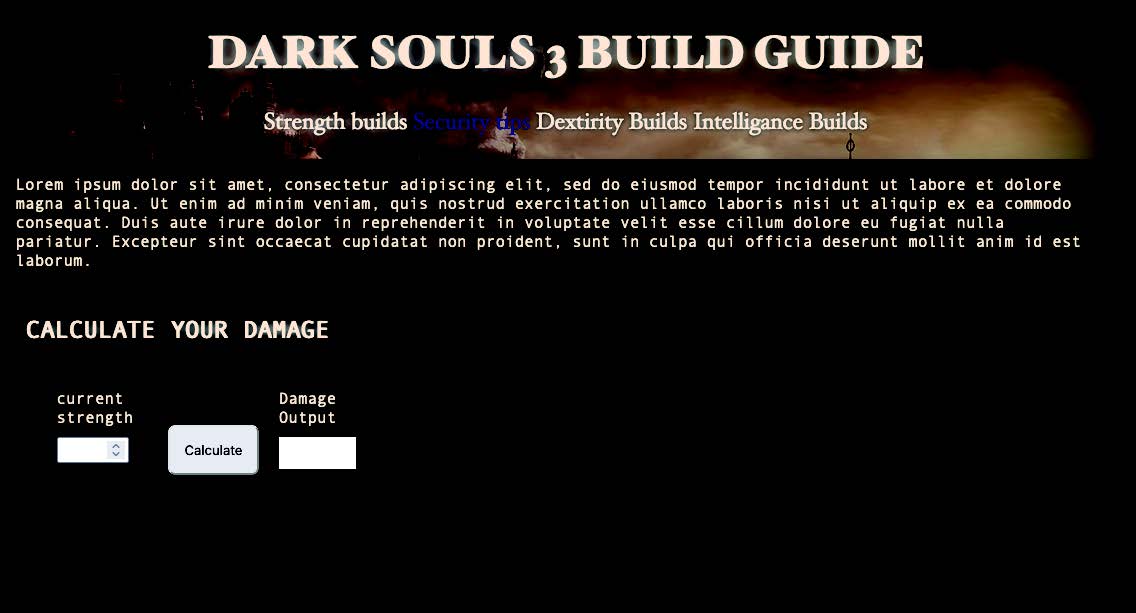 DARK SOULS 3 BUILD GUIDE
Strength builds Security tips Dextirity Builds Intelligance Builds
Lorem ipsum dolor sit amet, consectetur adipiscing elit, sed do eiusmod tempor incididunt ut labore et dolore
magna aliqua. Ut enim ad minim veniam, quis nostrud exercitation ullamco laboris nisi ut aliquip ex ea commodo
consequat. Duis aute irure dolor in reprehenderit in voluptate velit esse cillum dolore eu fugiat nulla
pariatur. Excepteur sint occaecat cupidatat non proident, sunt in culpa qui officia deserunt mollit anim id est
laborum.
CALCULATE YOUR DAMAGE
current
strength
Calculate
Damage
Output